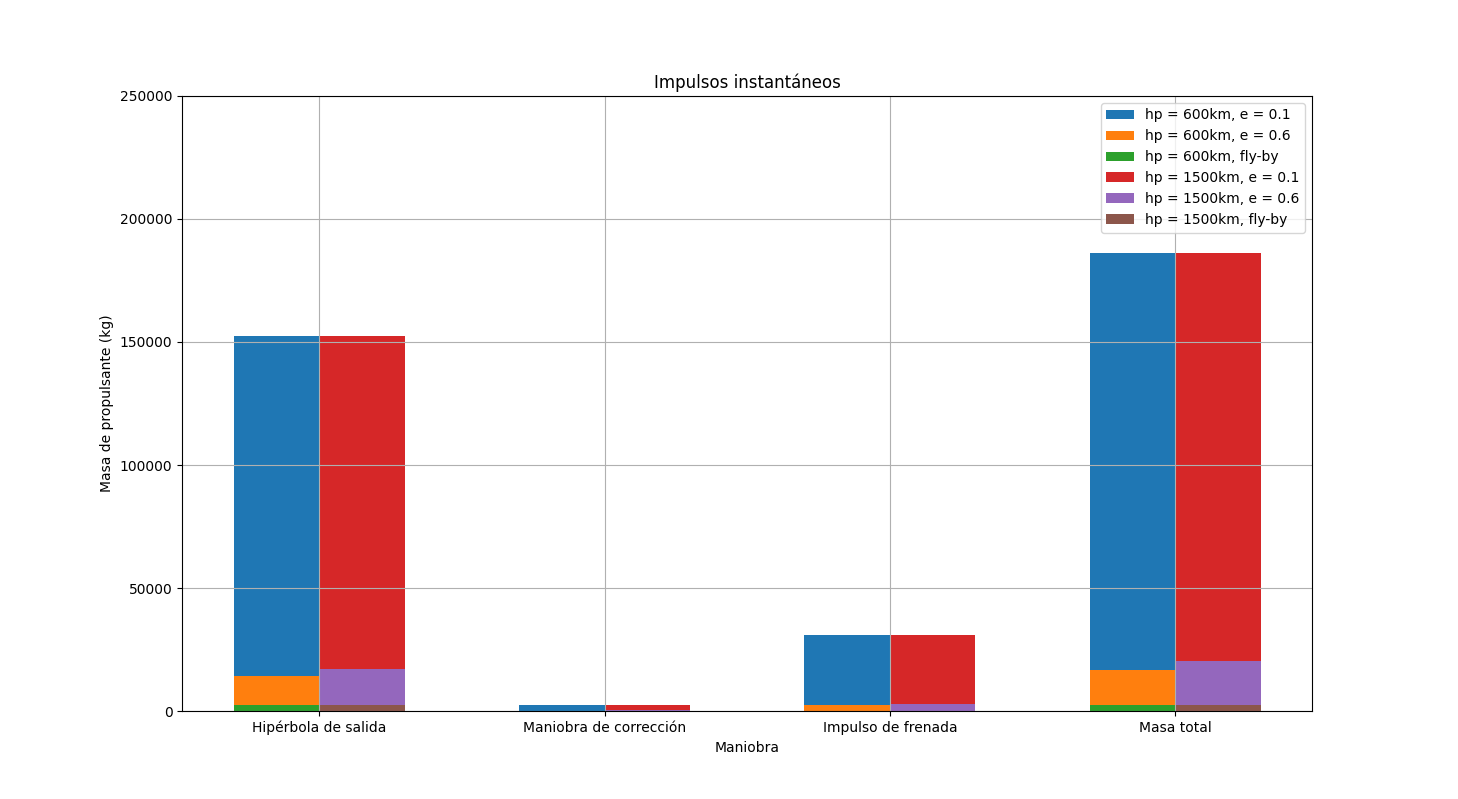 Impulsos instantáneos
250000
200000
150000
100000
50000
0
Masa de propulsante (kg)
hp = 600km, e = 0.1
hp = 600km, e = 0.6
hp = 600km, fly-by
hp = 1500km, e = 0.1
hp = 1500km, e = 0.6
hp = 1500km, fly-by
Hipérbola de salida
Maniobra de corrección
Impulso de frenada
Masa total
Maniobra